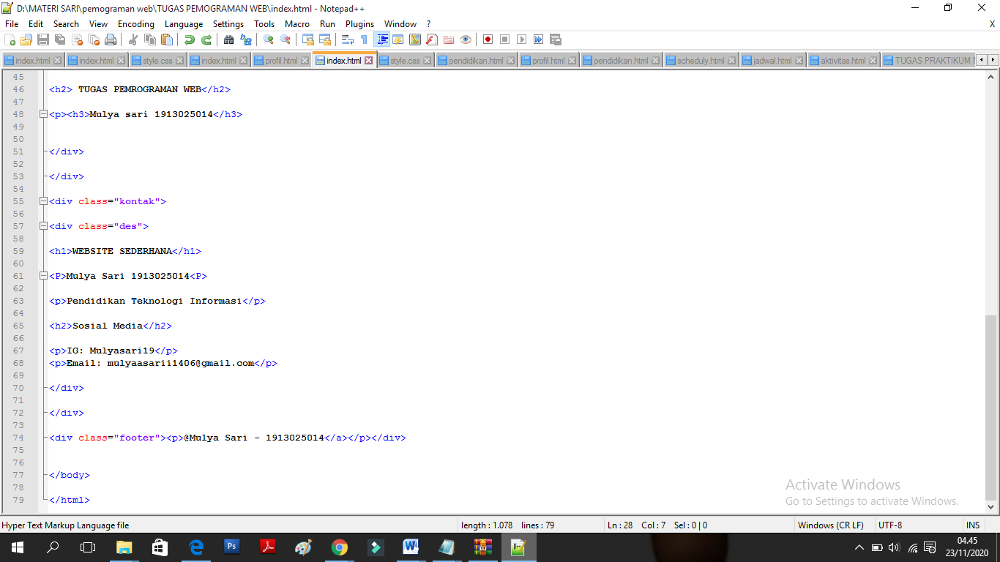 D:\MATERI SARI\pemograman web\TUGAS PEMOGRAMAN WEB\index.html - Notepad++
File Edit Search View Encoding Language Settings Tools Macro Run Plugins Window ? X
index.html index.html style.css index.html profil.html index.html style.css pendidikan.html profil.html pendidikan.html scheduly.html jadwal.html aktivitas.html TUGAS PRAKTIKUM
45
46 <h2> TUGAS PEMROGRAMAN WEB</h2>
47
48 <p><h3>Mulya sari 1913025014</h3>
49
50
51 </div>
52
53 </div>
54
55 <div class="kontak">
56
57 <div class="des">
58
59 <h1>WEBSITE SEDERHANA</h1>
60
61 <P>Mulya Sari 1913025014<P>
62
63 <p>Pendidikan Teknologi Informasi</p>
64
65 <h2>Sosial Media</h2>
66
67 <p>IG: Mulyasari19</p>
68 <p>Email: mulyaasarii1406@gmail.com</p>
69
70 </div>
71
72 </div>
73
74 <div class="footer"><p>@Mulya Sari - 1913025014</a></p></div>
75
76
77 </body>
78
79 </html>
Activate Windows
Go to Settings to activate Windows.
Hyper Text Markup Language file length : 1.078 lines : 79 Ln : 28 Col : 7 Sel : 0 | 0 Windows (CR LF) UTF-8 INS
04.45
23/11/2020